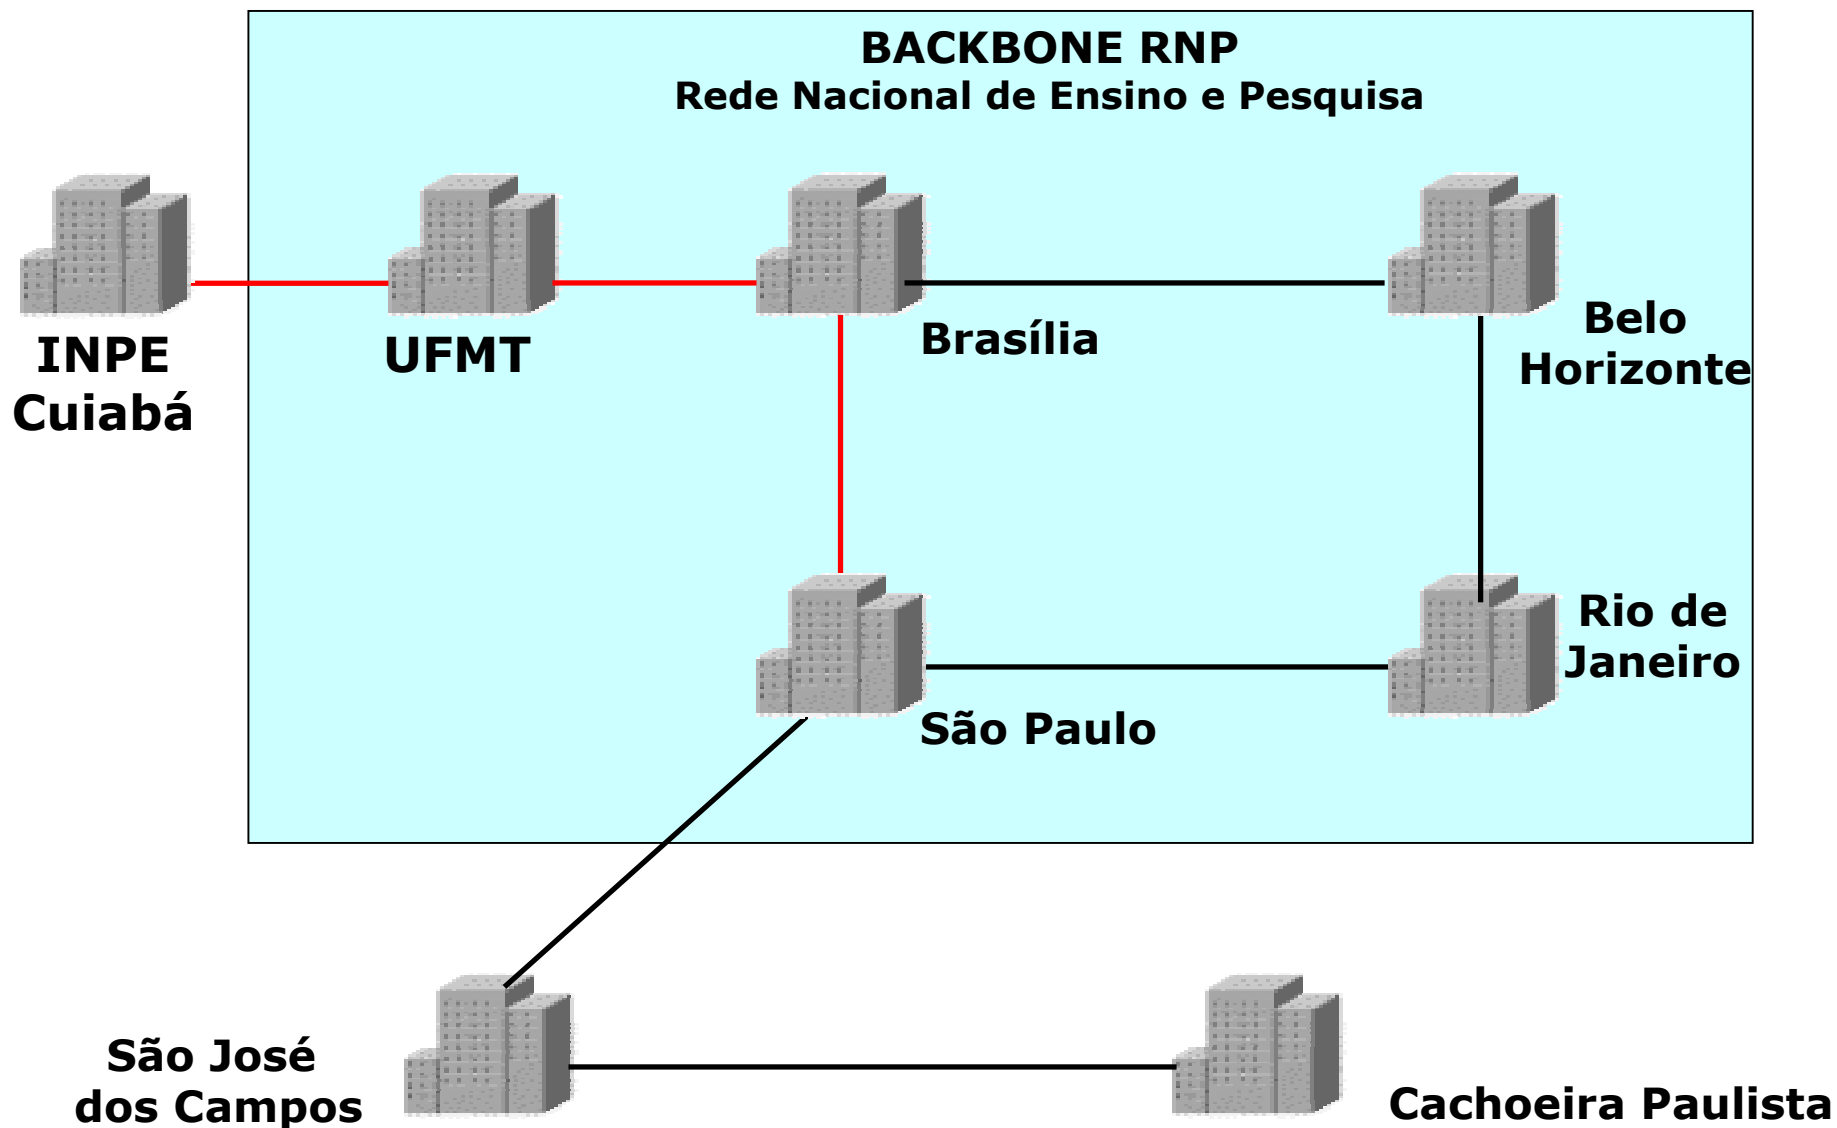 BACKBONE RNP
Rede Nacional de Ensino e Pesquisa
INPE
Cuiabá
UFMT
Brasília
Belo
Horizonte
São Paulo
Rio de
Janeiro
São José
dos Campos
Cachoeira Paulista